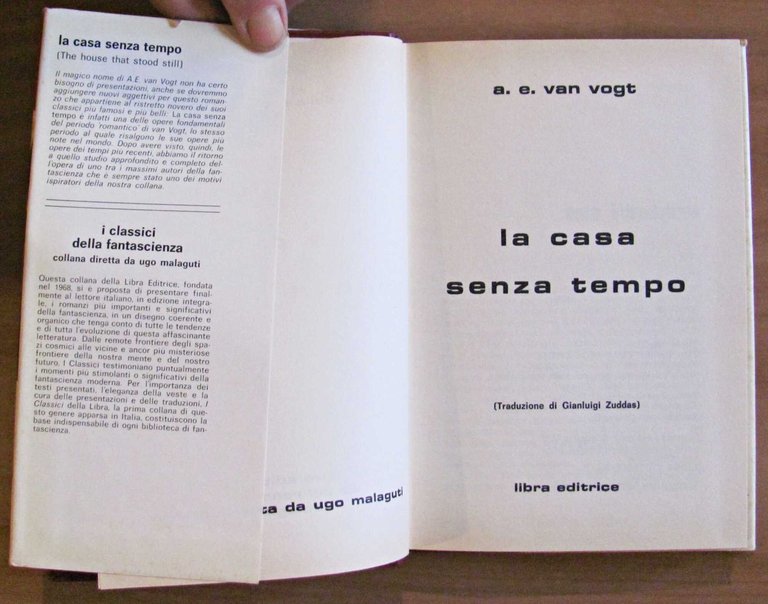 la casa senza tempo
(The house that stood still)
Il magico nome di A.E. van Vogt non ha certo
bisogno di presentazioni, anche se dovremmo
aggiungere nuovi aggettivi per questo roman-
zo che appartiene al ristretto novero dei suoi
classici più famosi e più belli: La casa senza
tempo è infatti una delle opere fondamentali
del periodo 'romantico' di van Vogt, lo stesso
periodo al quale risalgono le sue opere più
note nel mondo. Dopo avere visto, quindi, le
opere dei tempi più recenti, abbiamo il ritorno
a quello studio approfondito e completo del-
l'opera di uno tra i massimi autori della fan-
tascienza che è sempre stato uno dei motivi
ispiratori della nostra collana.
i classici
della fantascienza
collana diretta da ugo malaguti
Questa collana della Libra Editrice, fondata
nel 1968, si è proposta di presentare final-
mente al lettore italiano, in edizione integra-
le, i romanzi più importanti e significativi
della fantascienza, in un disegno coerente e
organico che tenga conto di tutte le tendenze
e di tutta l'evoluzione di questa affascinante
letteratura. Dalle remote frontiere degli spa-
zi cosmici alle vicine e ancor più misteriose
frontiere della nostra mente e del nostro
futuro, I Classici testimoniano puntualmente
i momenti più stimolanti o significativi della
fantascienza moderna. Per l'importanza dei
testi presentati, l'eleganza della veste e la
cura delle presentazioni e delle traduzioni, I
Classici della Libra, la prima collana di que-
sto genere apparsa in Italia, costituiscono la
base indispensabile di ogni biblioteca di fan-
tascienza.
ta da ugo malaguti
a. e. van vogt
la casa
senza tempo
(Traduzione di Gianluigi Zuddas)
libra editrice